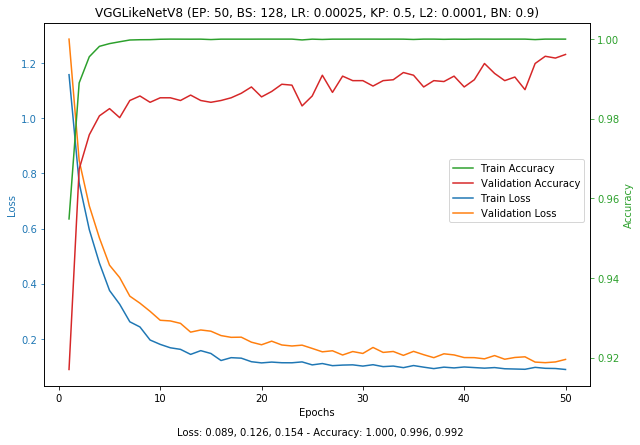 VGGLikeNetV8 (EP: 50, BS: 128, LR: 0.00025, KP: 0.5, L2: 0.0001, BN: 0.9)
1.2
1.0
0.8
0.6
0.4
0.2
Loss
1.00
0.98
0.96
0.94
0.92
Accuracy
Train Accuracy
Validation Accuracy
Train Loss
Validation Loss
0 10 20 30 40 50
Epochs
Loss: 0.089, 0.126, 0.154 - Accuracy: 1.000, 0.996, 0.992